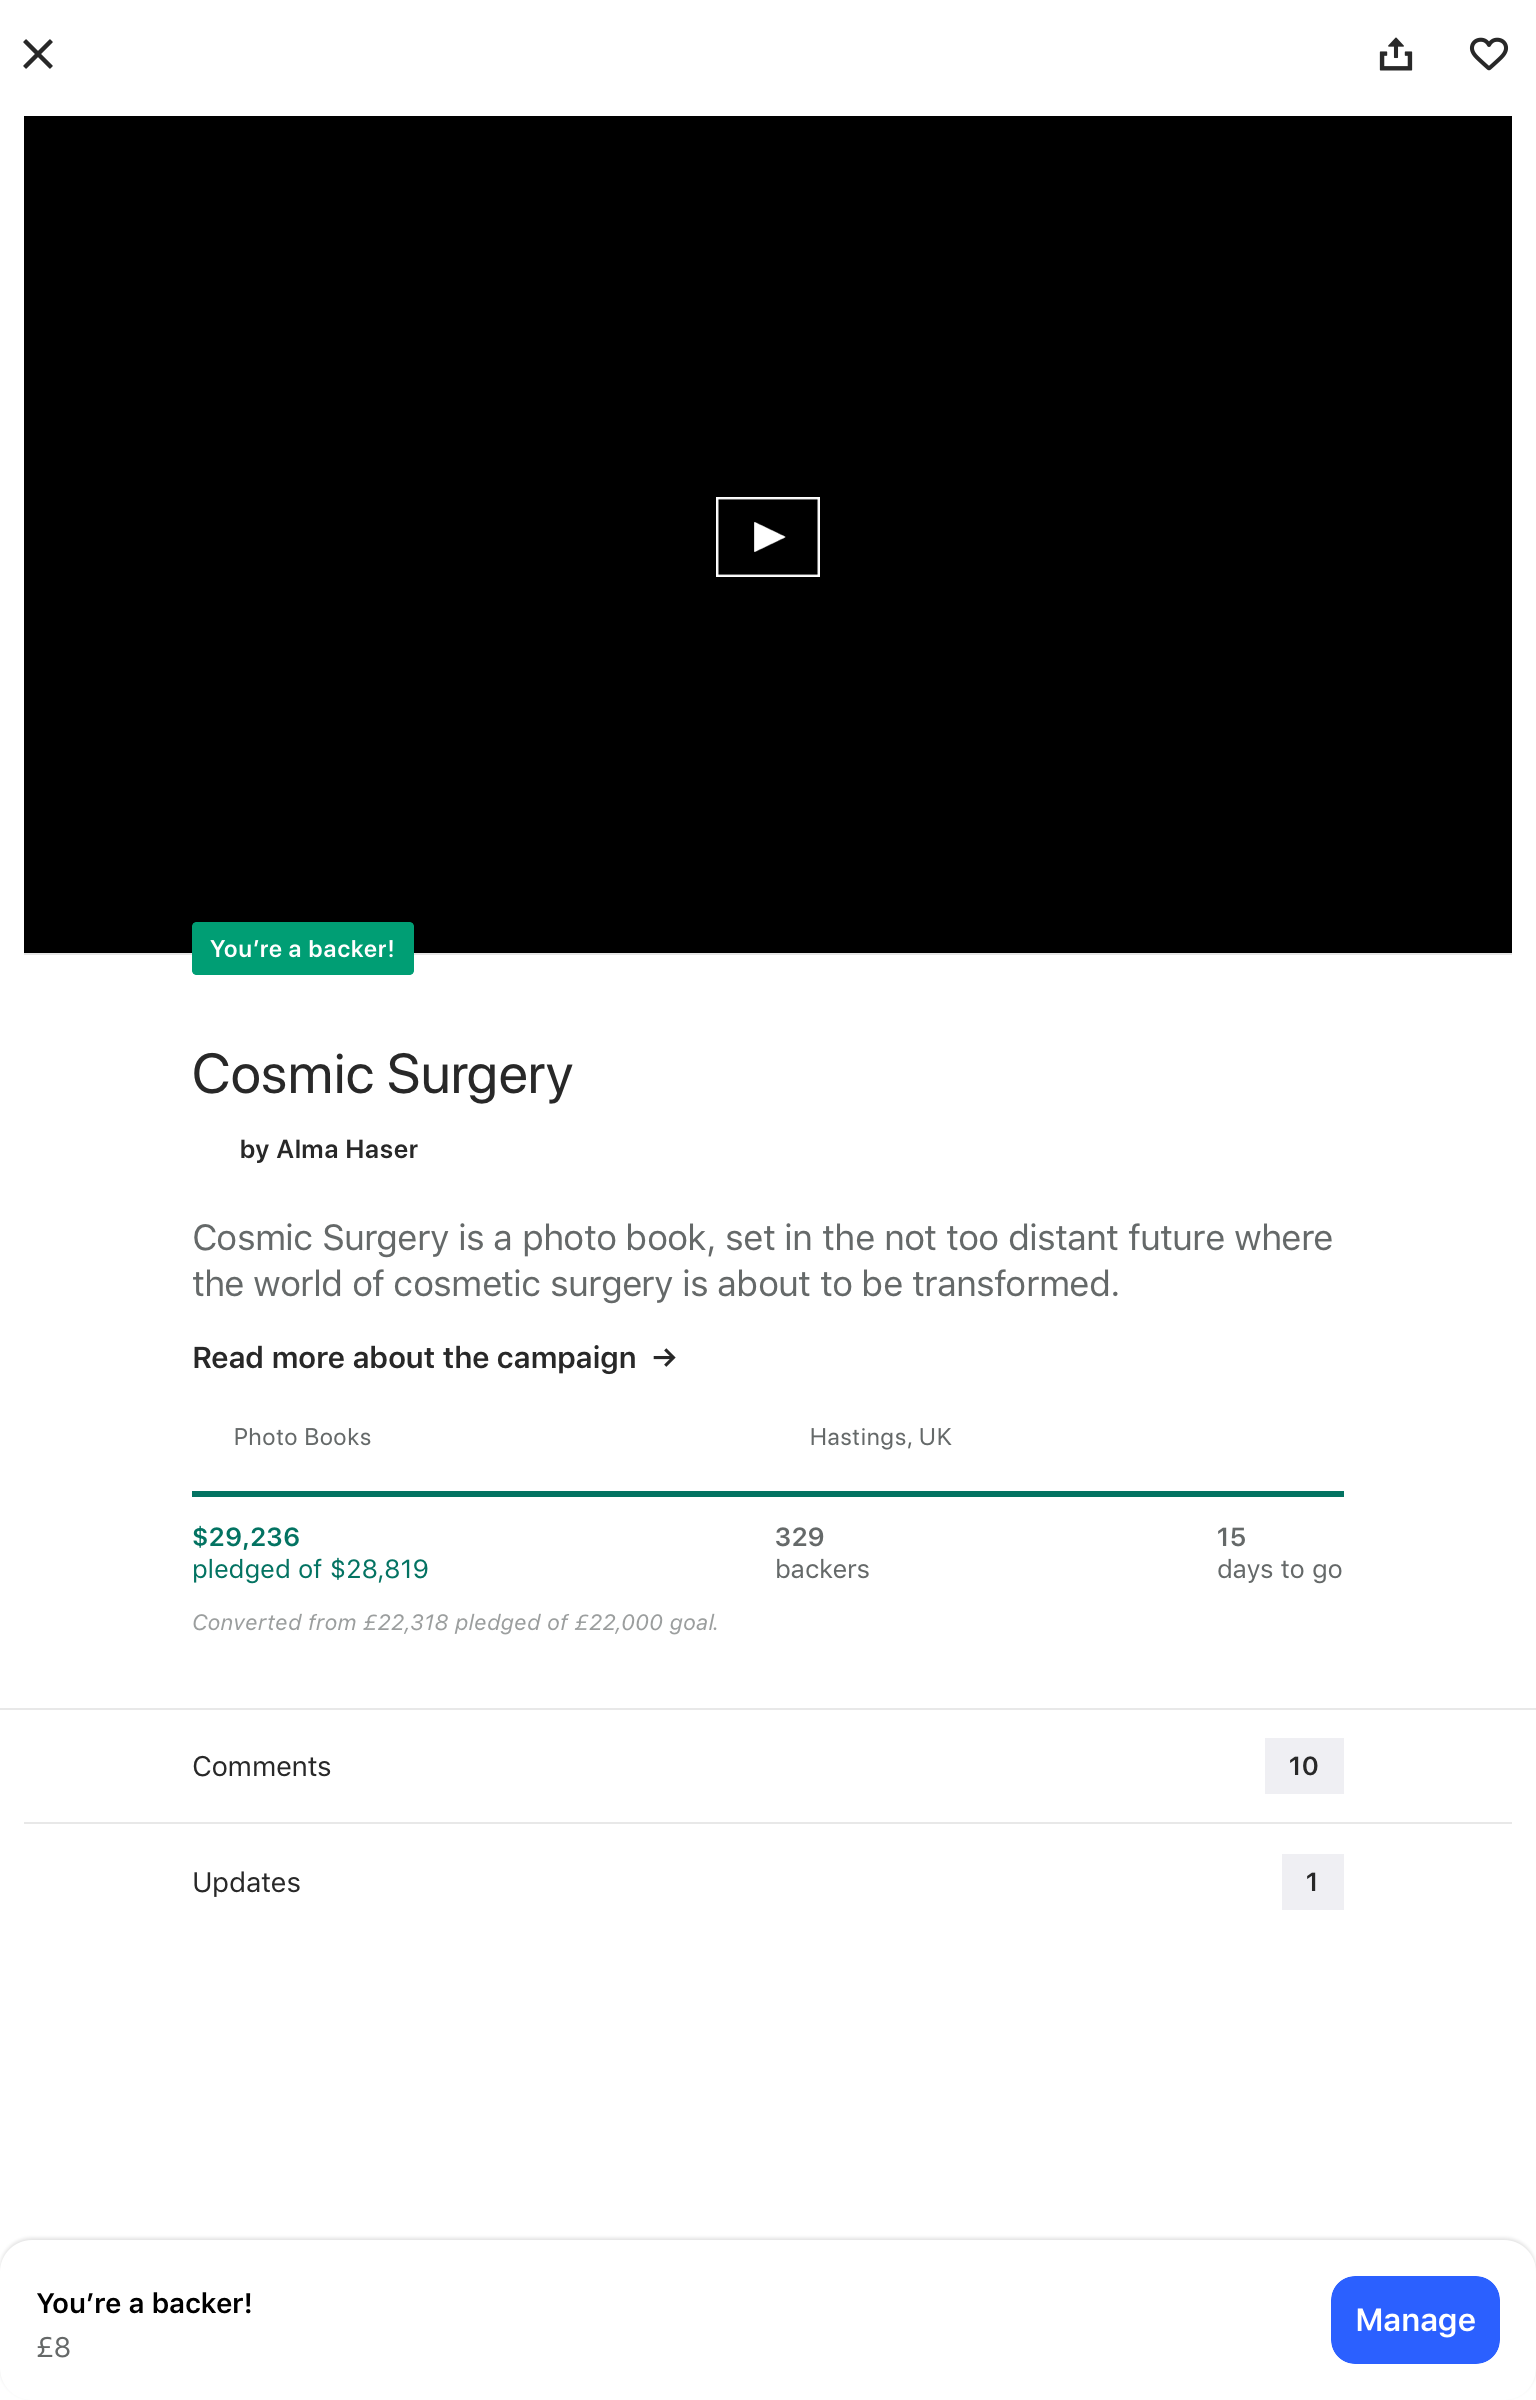 You’re a backer!
Cosmic Surgery
by Alma Haser
Cosmic Surgery is a photo book, set in the not too distant future where
the world of cosmetic surgery is about to be transformed.
Read more about the campaign →
Photo Books
Hastings, UK
$29,236
pledged of $28,819
329
backers
15
days to go
Converted from £22,318 pledged of £22,000 goal.
Comments
10
Updates
1
You’re a backer!
£8
Manage